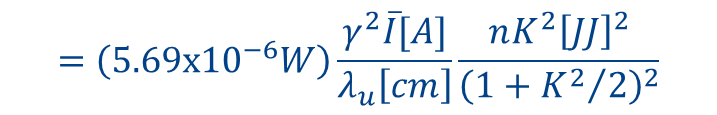 = (5.69x10⁻⁶W) γ²Ī[A]/λᵤ[cm] nK²[JJ]²/(1 + K²/2)²